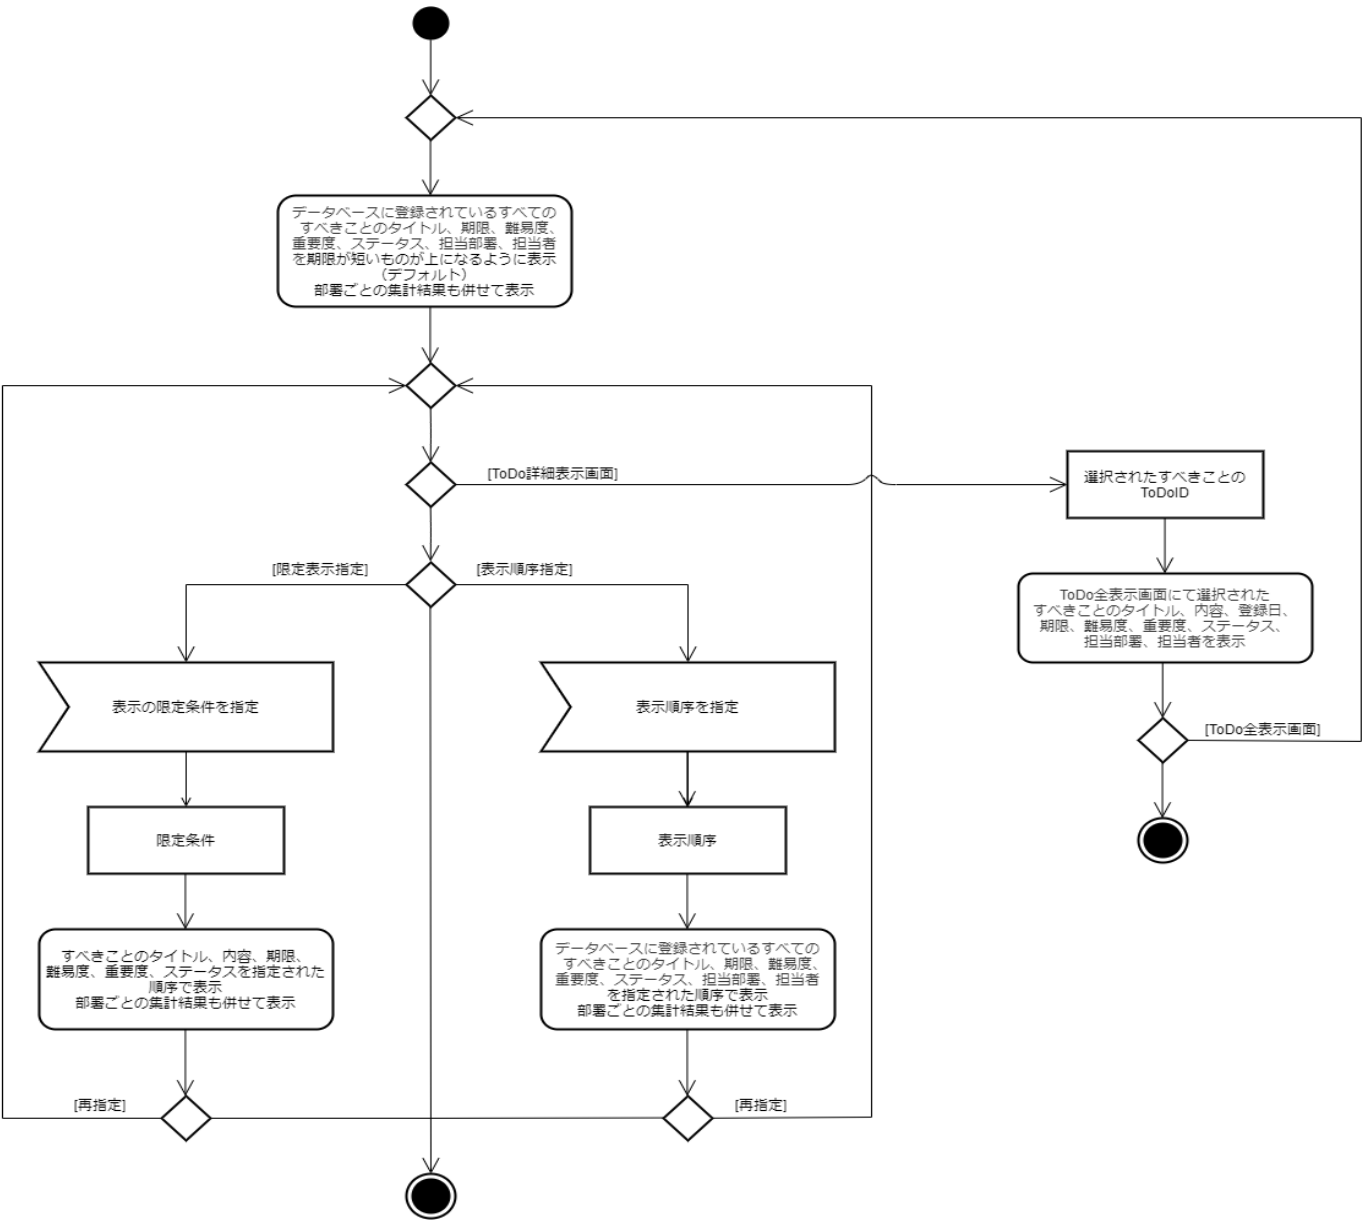 データベースに登録されているすべての
すべきことのタイトル、期限、難易度、
重要度、ステータス、担当部署、担当者
を期限が短いものが上になるように表示
（デフォルト）
部署ごとの集計結果も併せて表示
[ToDo詳細表示画面]
選択されたすべきことの
ToDoID
[限定表示指定]
[表示順序指定]
ToDo全表示画面にて選択された
すべきことのタイトル、内容、登録日、
期限、難易度、重要度、ステータス、
担当部署、担当者を表示
表示の限定条件を指定
表示順序を指定
[ToDo全表示画面]
限定条件
表示順序
すべきことのタイトル、内容、期限、
難易度、重要度、ステータスを指定された
順序で表示
部署ごとの集計結果も併せて表示
データベースに登録されているすべての
すべきことのタイトル、期限、難易度、
重要度、ステータス、担当部署、担当者
を指定された順序で表示
部署ごとの集計結果も併せて表示
[再指定]
[再指定]